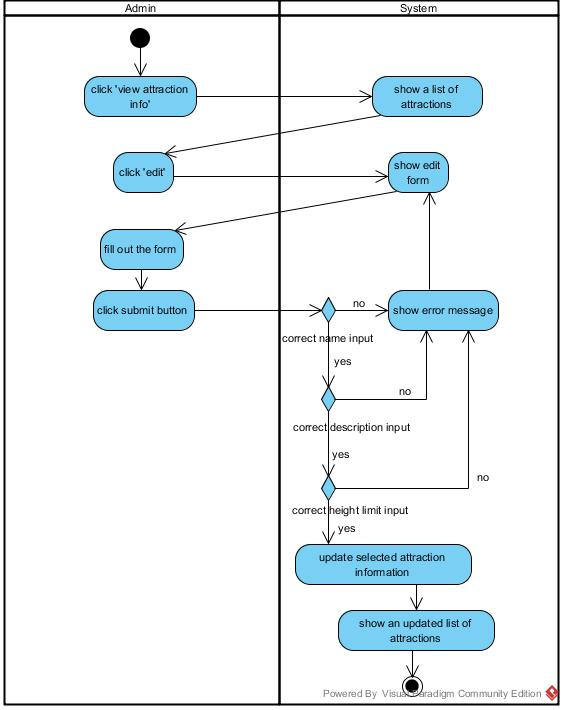 Admin
System
click 'view attraction
info'
show a list of
attractions
click 'edit'
show edit
form
fill out the form
click submit button
no
show error message
correct name input
yes
no
correct description input
yes
no
correct height limit input
yes
update selected attraction
information
show an updated list of
attractions
Powered By Visual Paradigm Community Edition